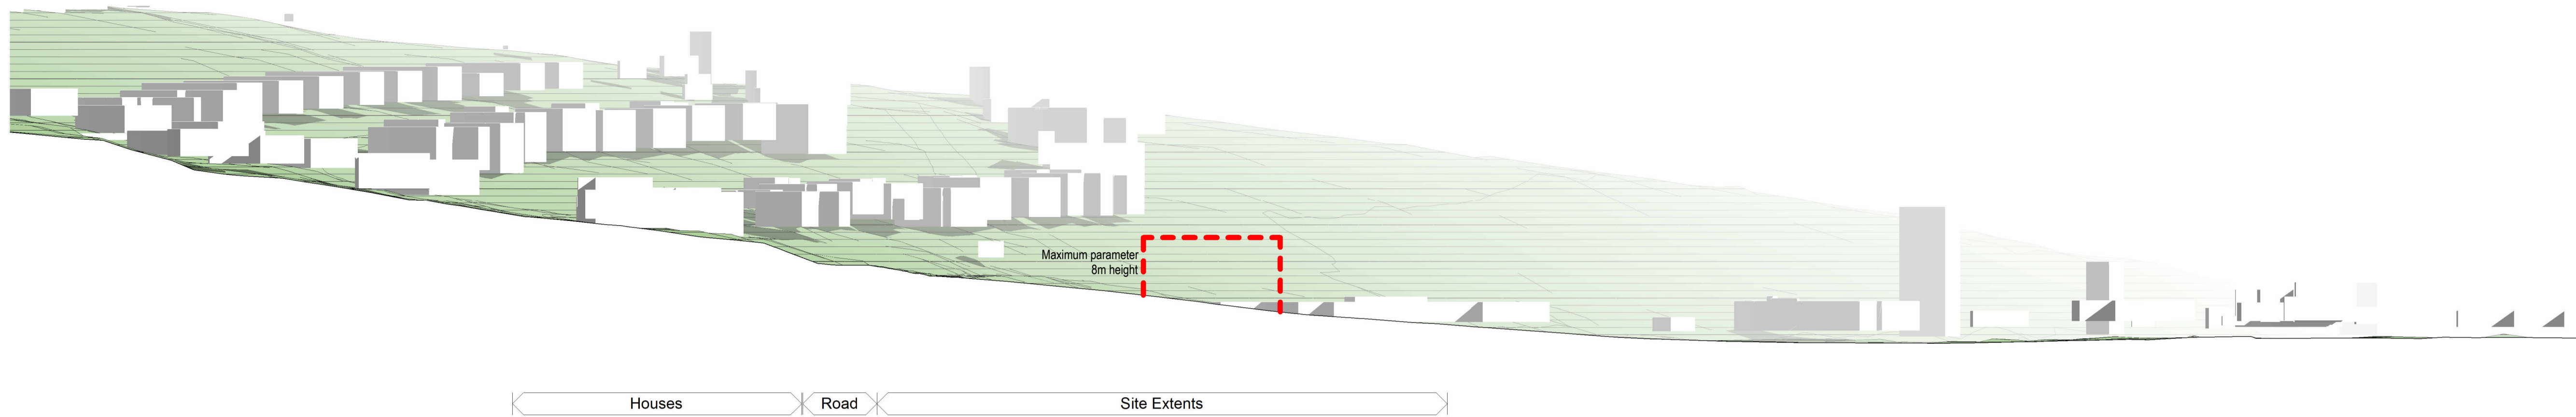 Maximum parameter
8m height
Houses
Road
Site Extents